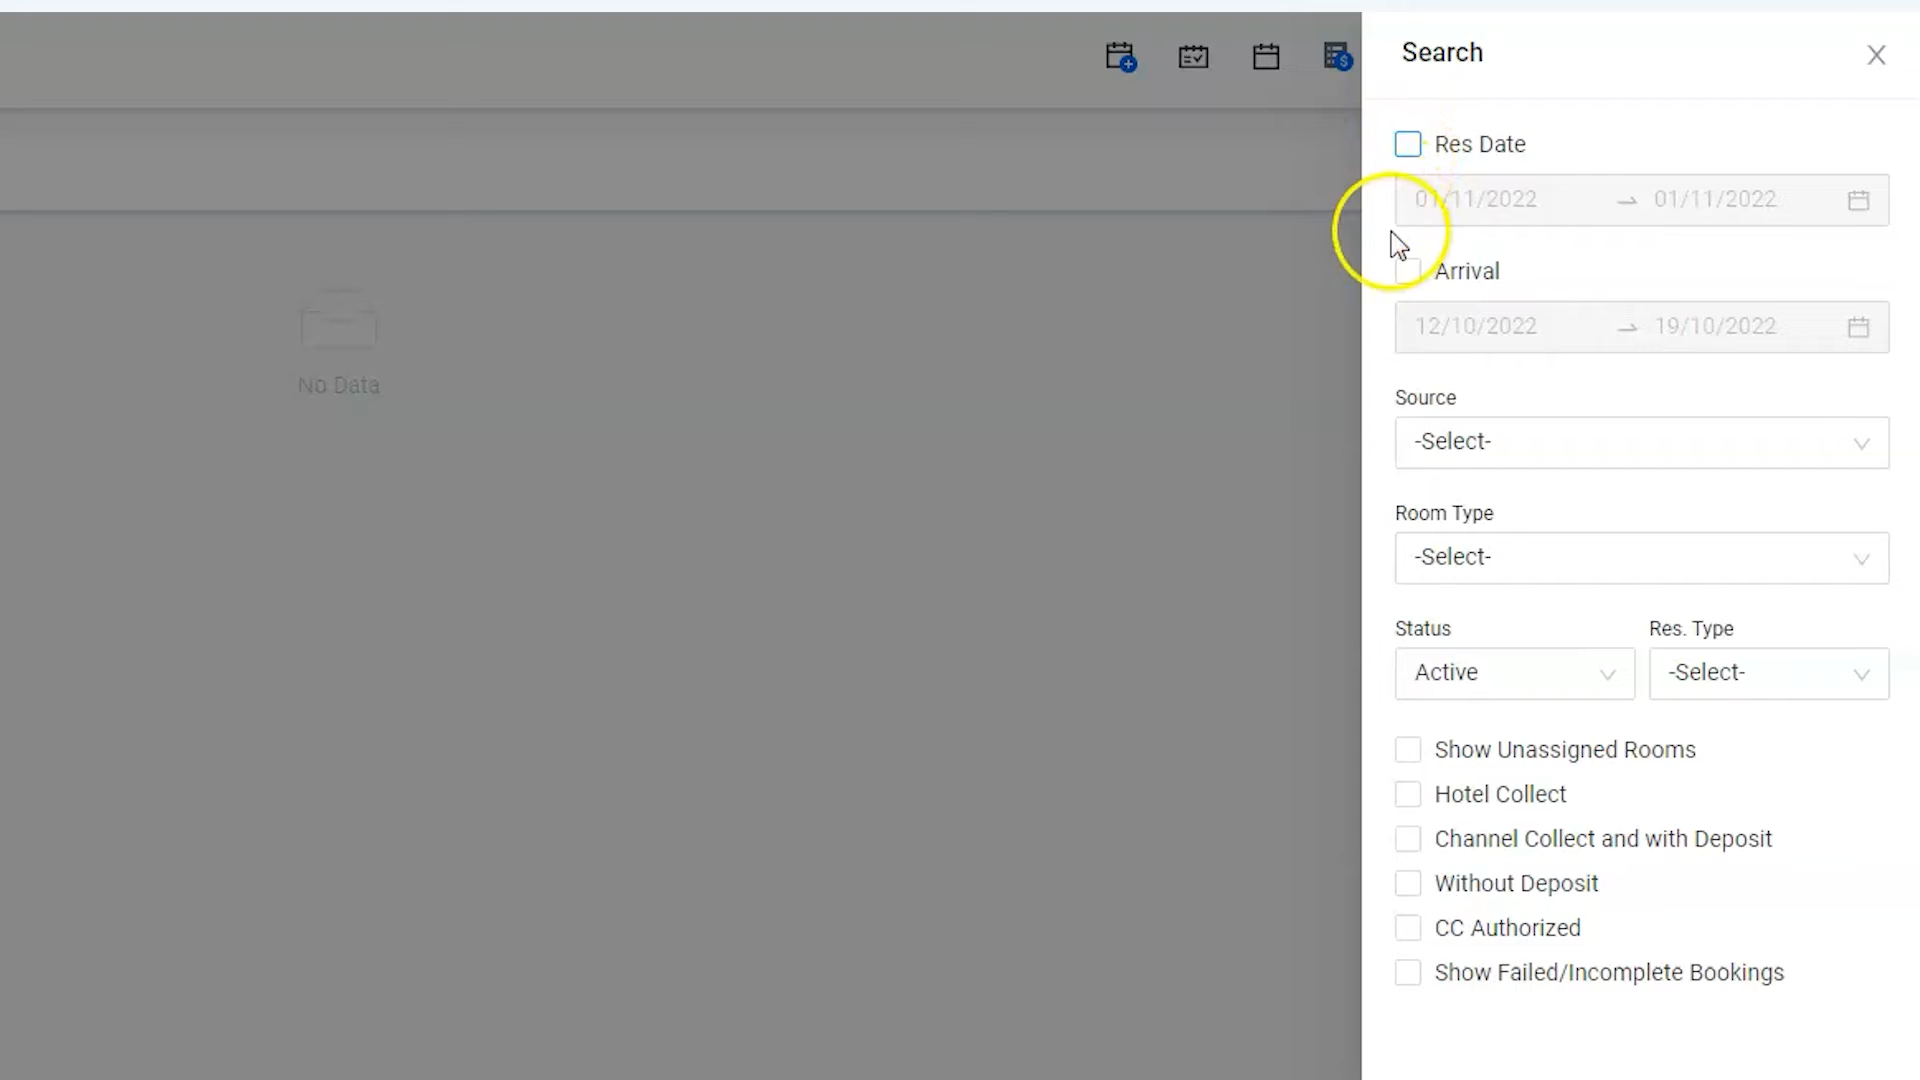 Search
Res Date
01/11/2022 → 01/11/2022
Arrival
12/10/2022 → 19/10/2022
No Data
Source
-Select-
Room Type
-Select-
Status Res. Type
Active -Select-
Show Unassigned Rooms
Hotel Collect
Channel Collect and with Deposit
Without Deposit
CC Authorized
Show Failed/Incomplete Bookings